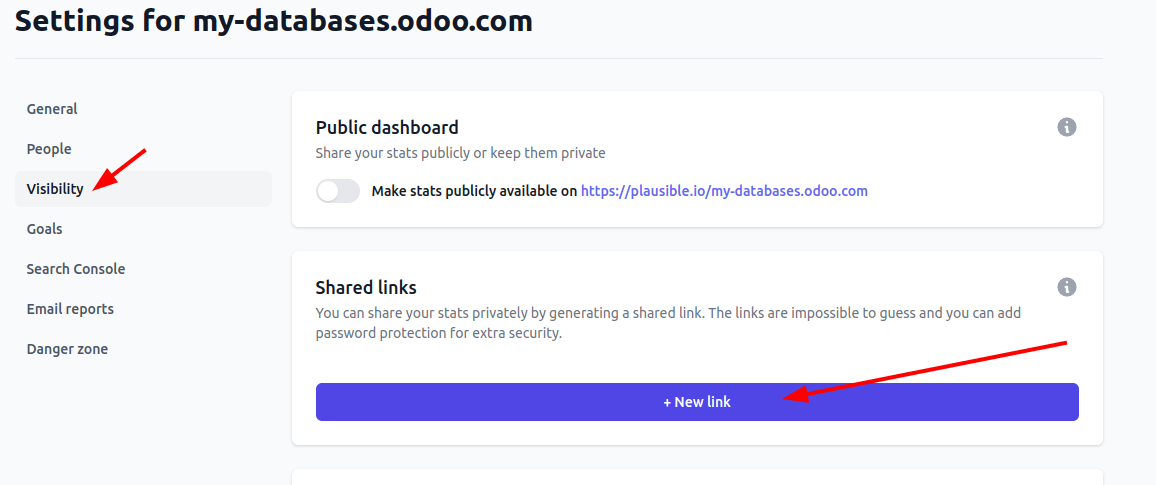 Settings for my-databases.odoo.com
General
People
Visibility
Goals
Search Console
Email reports
Danger zone
Public dashboard
Share your stats publicly or keep them private
Make stats publicly available on https://plausible.io/my-databases.odoo.com
Shared links
You can share your stats privately by generating a shared link. The links are impossible to guess and you can add
password protection for extra security.
+ New link